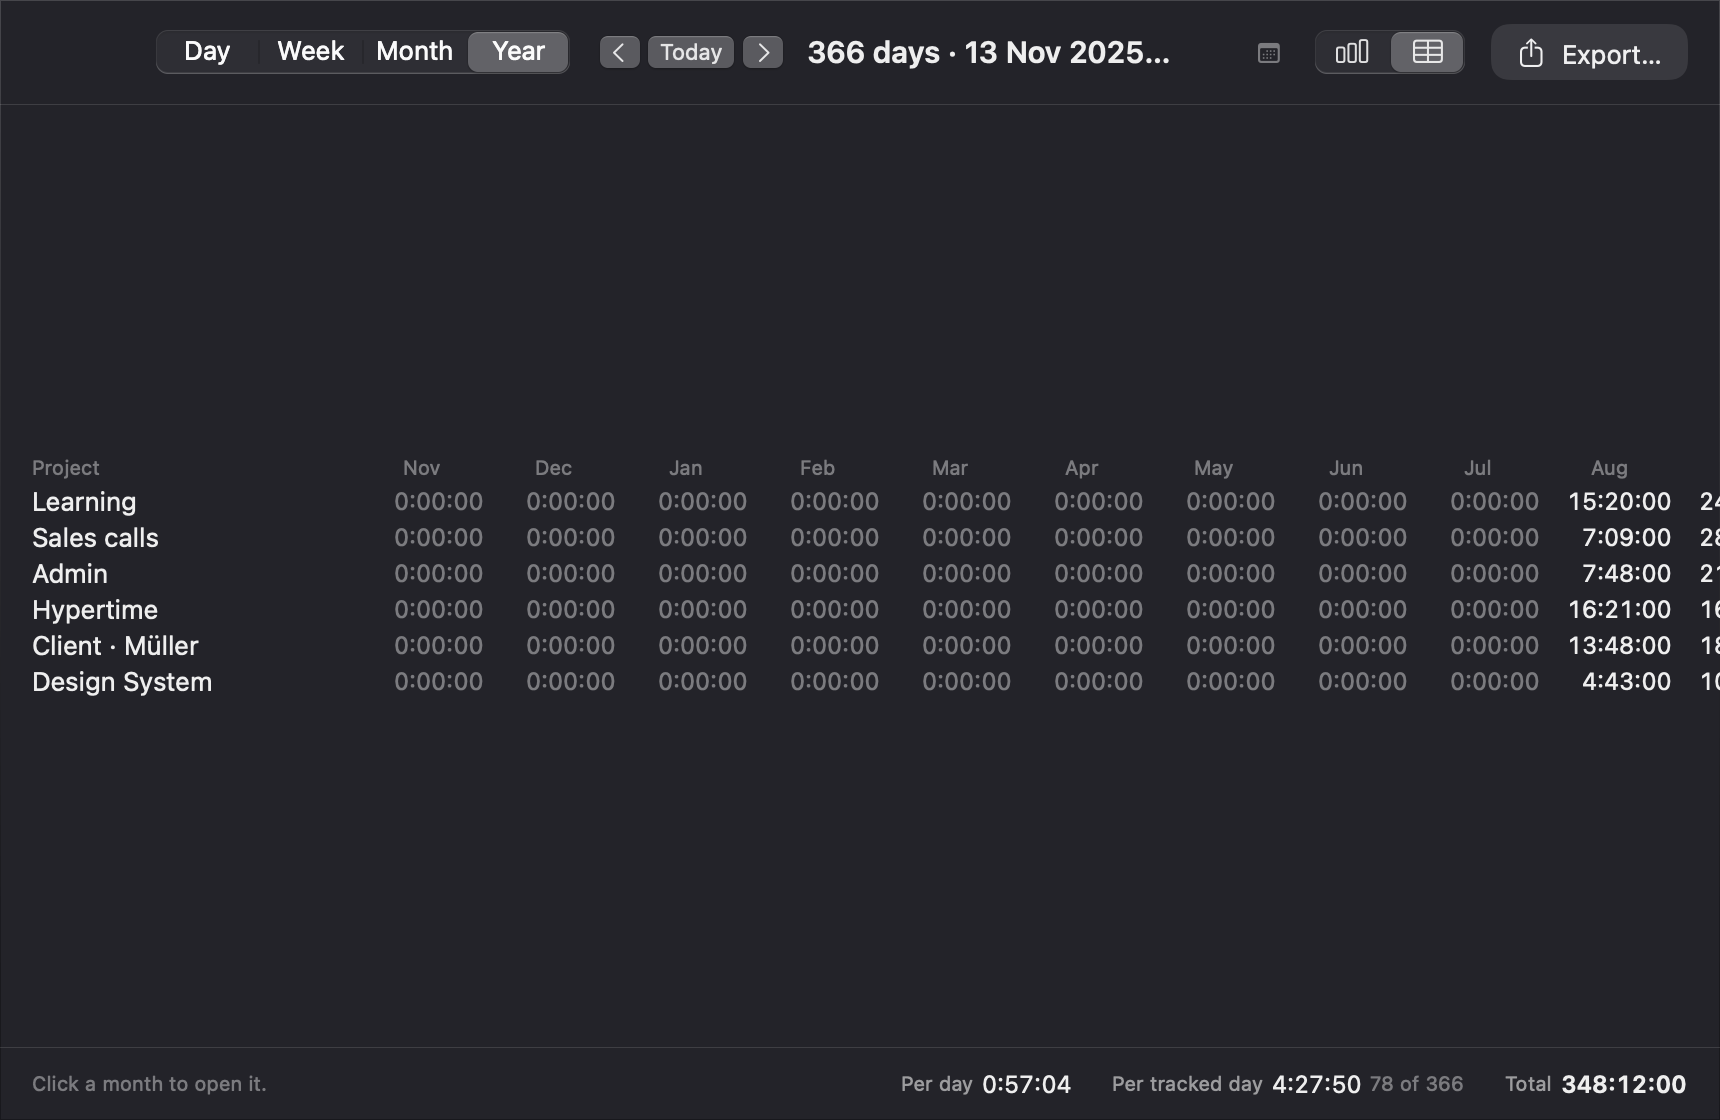 Day Week Month Year Today 366 days · 13 Nov 2025... Export...
Project Nov Dec Jan Feb Mar Apr May Jun Jul Aug
Learning 0:00:00 0:00:00 0:00:00 0:00:00 0:00:00 0:00:00 0:00:00 0:00:00 0:00:00 15:20:00 24
Sales calls 0:00:00 0:00:00 0:00:00 0:00:00 0:00:00 0:00:00 0:00:00 0:00:00 0:00:00 7:09:00 28
Admin 0:00:00 0:00:00 0:00:00 0:00:00 0:00:00 0:00:00 0:00:00 0:00:00 0:00:00 7:48:00 21
Hypertime 0:00:00 0:00:00 0:00:00 0:00:00 0:00:00 0:00:00 0:00:00 0:00:00 0:00:00 16:21:00 16
Client · Müller 0:00:00 0:00:00 0:00:00 0:00:00 0:00:00 0:00:00 0:00:00 0:00:00 0:00:00 13:48:00 18
Design System 0:00:00 0:00:00 0:00:00 0:00:00 0:00:00 0:00:00 0:00:00 0:00:00 0:00:00 4:43:00 10
Click a month to open it. Per day 0:57:04 Per tracked day 4:27:50 78 of 366 Total 348:12:00